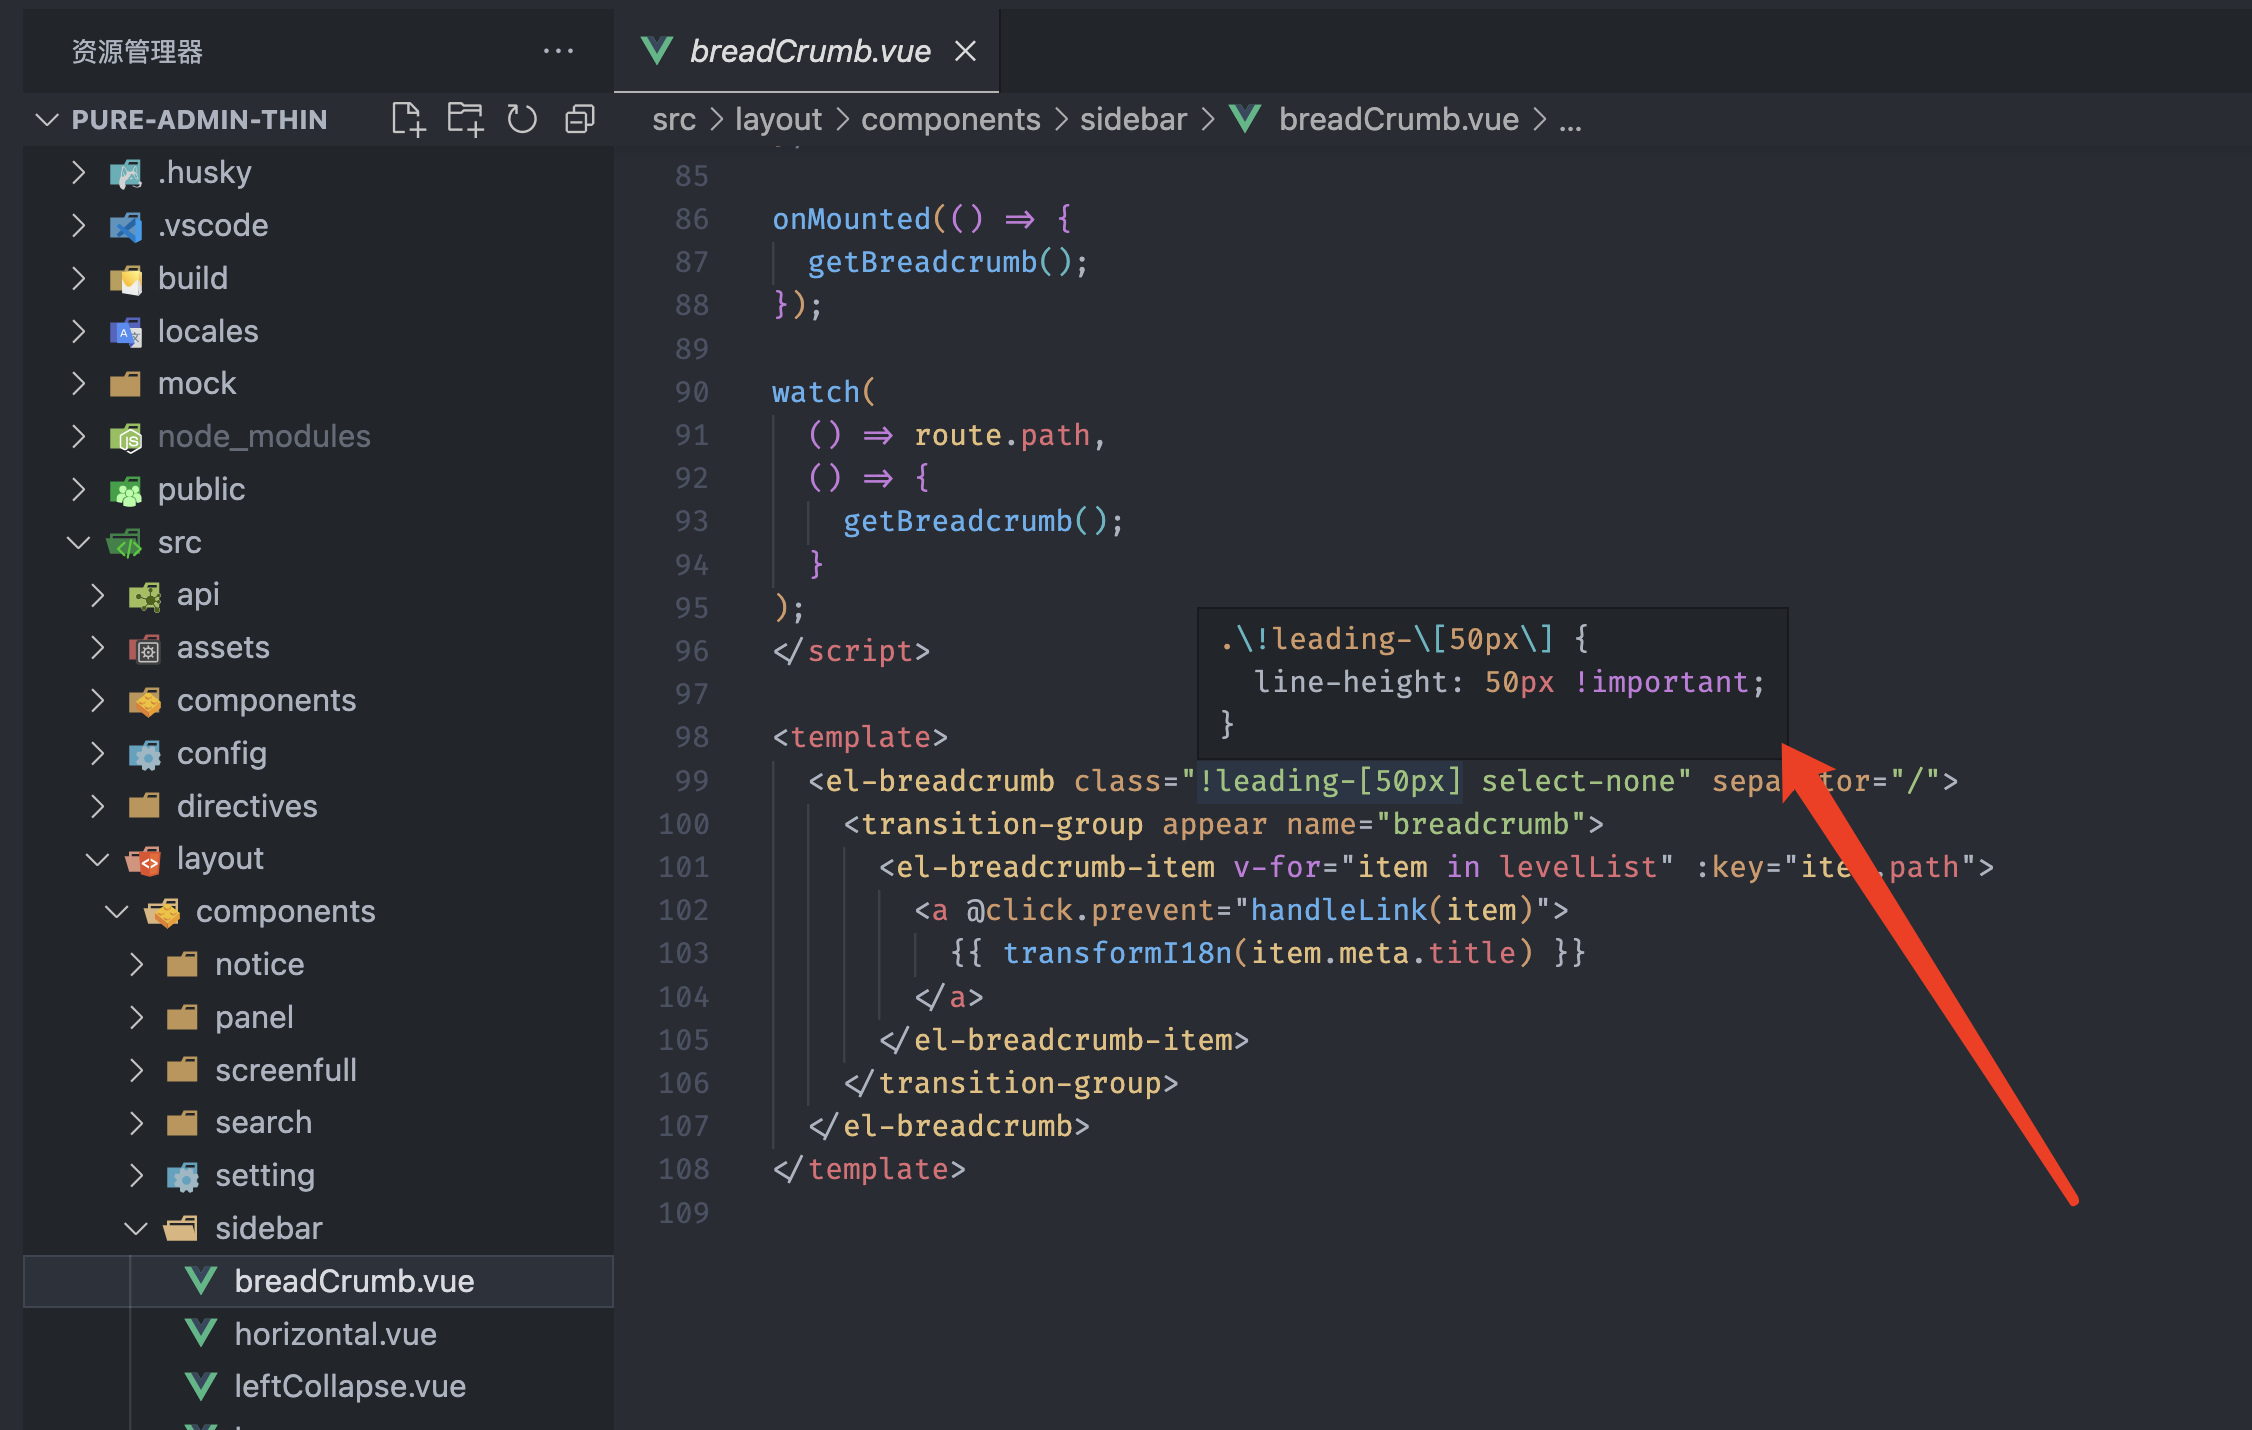 资源管理器
PURE-ADMIN-THIN
.husky
.vscode
build
locales
mock
node_modules
public
src
api
assets
components
config
directives
layout
components
notice
panel
screenfull
search
setting
sidebar
breadCrumb.vue
horizontal.vue
leftCollapse.vue
breadCrumb.vue
src > layout > components > sidebar > breadCrumb.vue > ...
85
86 onMounted(() => {
87 getBreadcrumb();
88 });
89
90 watch(
91 () => route.path,
92 () => {
93 getBreadcrumb();
94 }
95 );
96 </script>
97
98 <template>
.\!leading-\[50px\] {
line-height: 50px !important;
}
99 <el-breadcrumb class="!leading-[50px] select-none" sepa tor="/">
100 <transition-group appear name="breadcrumb">
101 <el-breadcrumb-item v-for="item in levelList" :key="ite .path">
102 <a @click.prevent="handleLink(item)">
103 {{ transformI18n(item.meta.title) }}
104 </a>
105 </el-breadcrumb-item>
106 </transition-group>
107 </el-breadcrumb>
108 </template>
109